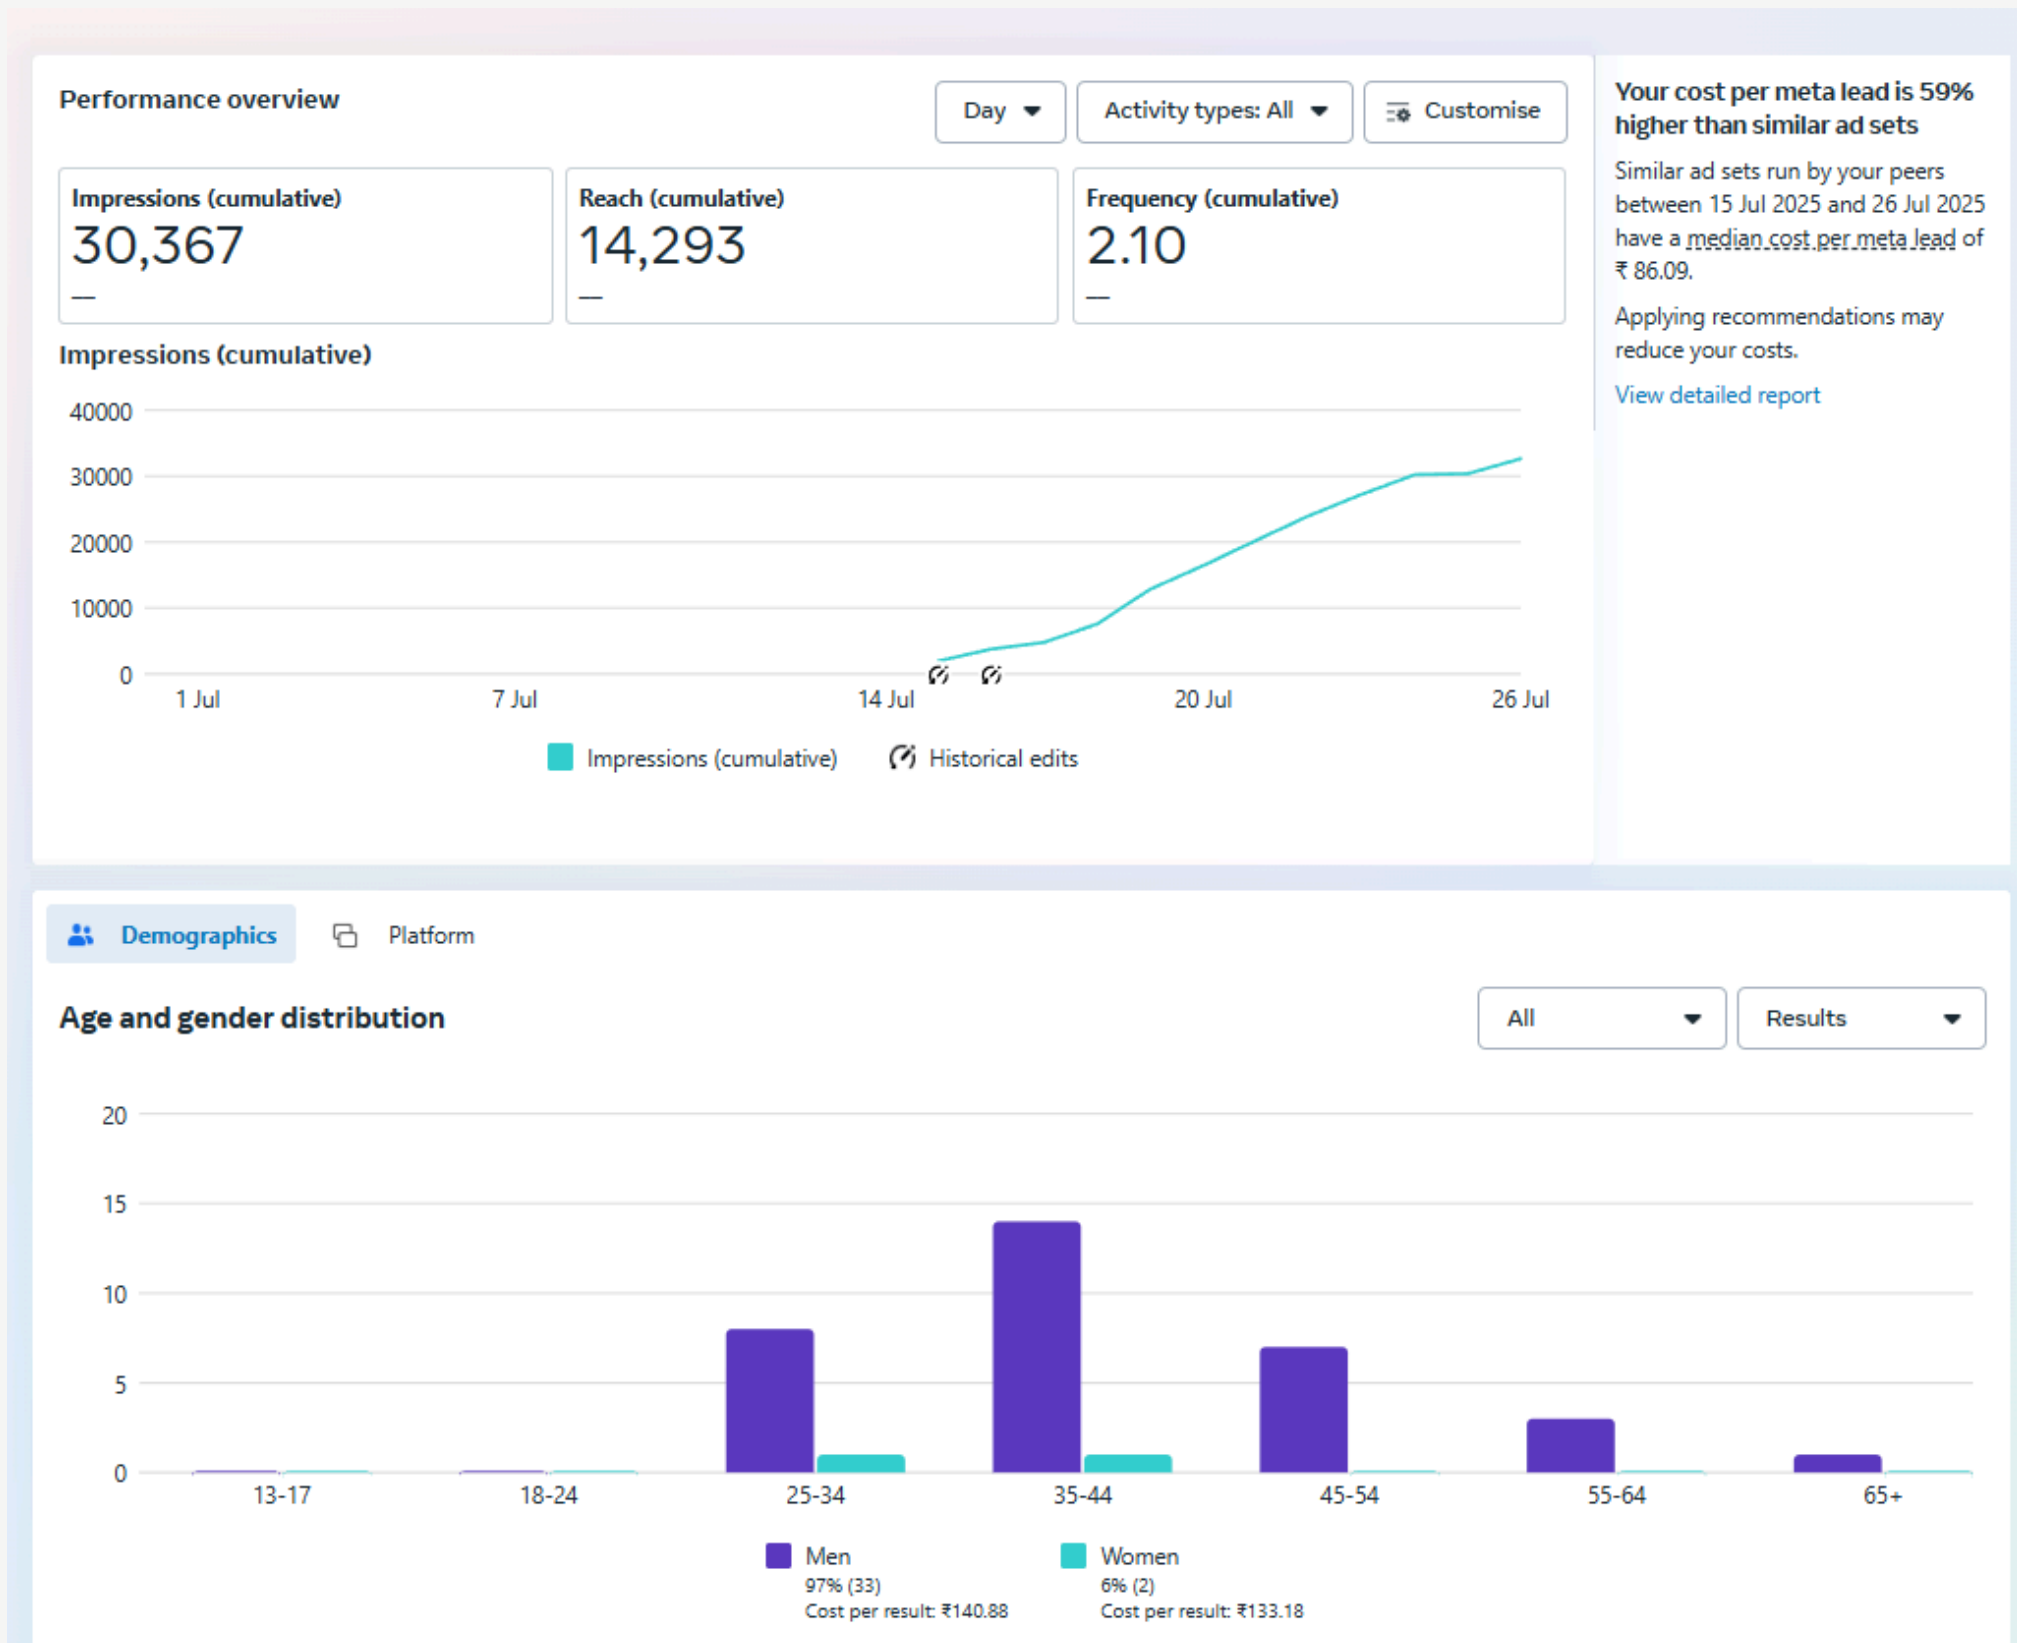 Performance overview
Day
Activity types: All
Customise
Impressions (cumulative)
30,367
—
Reach (cumulative)
14,293
—
Frequency (cumulative)
2.10
—
Impressions (cumulative)
40000
30000
20000
10000
0
1 Jul
7 Jul
14 Jul
20 Jul
26 Jul
Impressions (cumulative)
Historical edits
Your cost per meta lead is 59%
higher than similar ad sets
Similar ad sets run by your peers
between 15 Jul 2025 and 26 Jul 2025
have a median cost per meta lead of
₹ 86.09.
Applying recommendations may
reduce your costs.
View detailed report
Demographics
Platform
Age and gender distribution
All
Results
20
15
10
5
0
13-17
18-24
25-34
35-44
45-54
55-64
65+
Men
97% (33)
Cost per result: ₹140.88
Women
6% (2)
Cost per result: ₹133.18